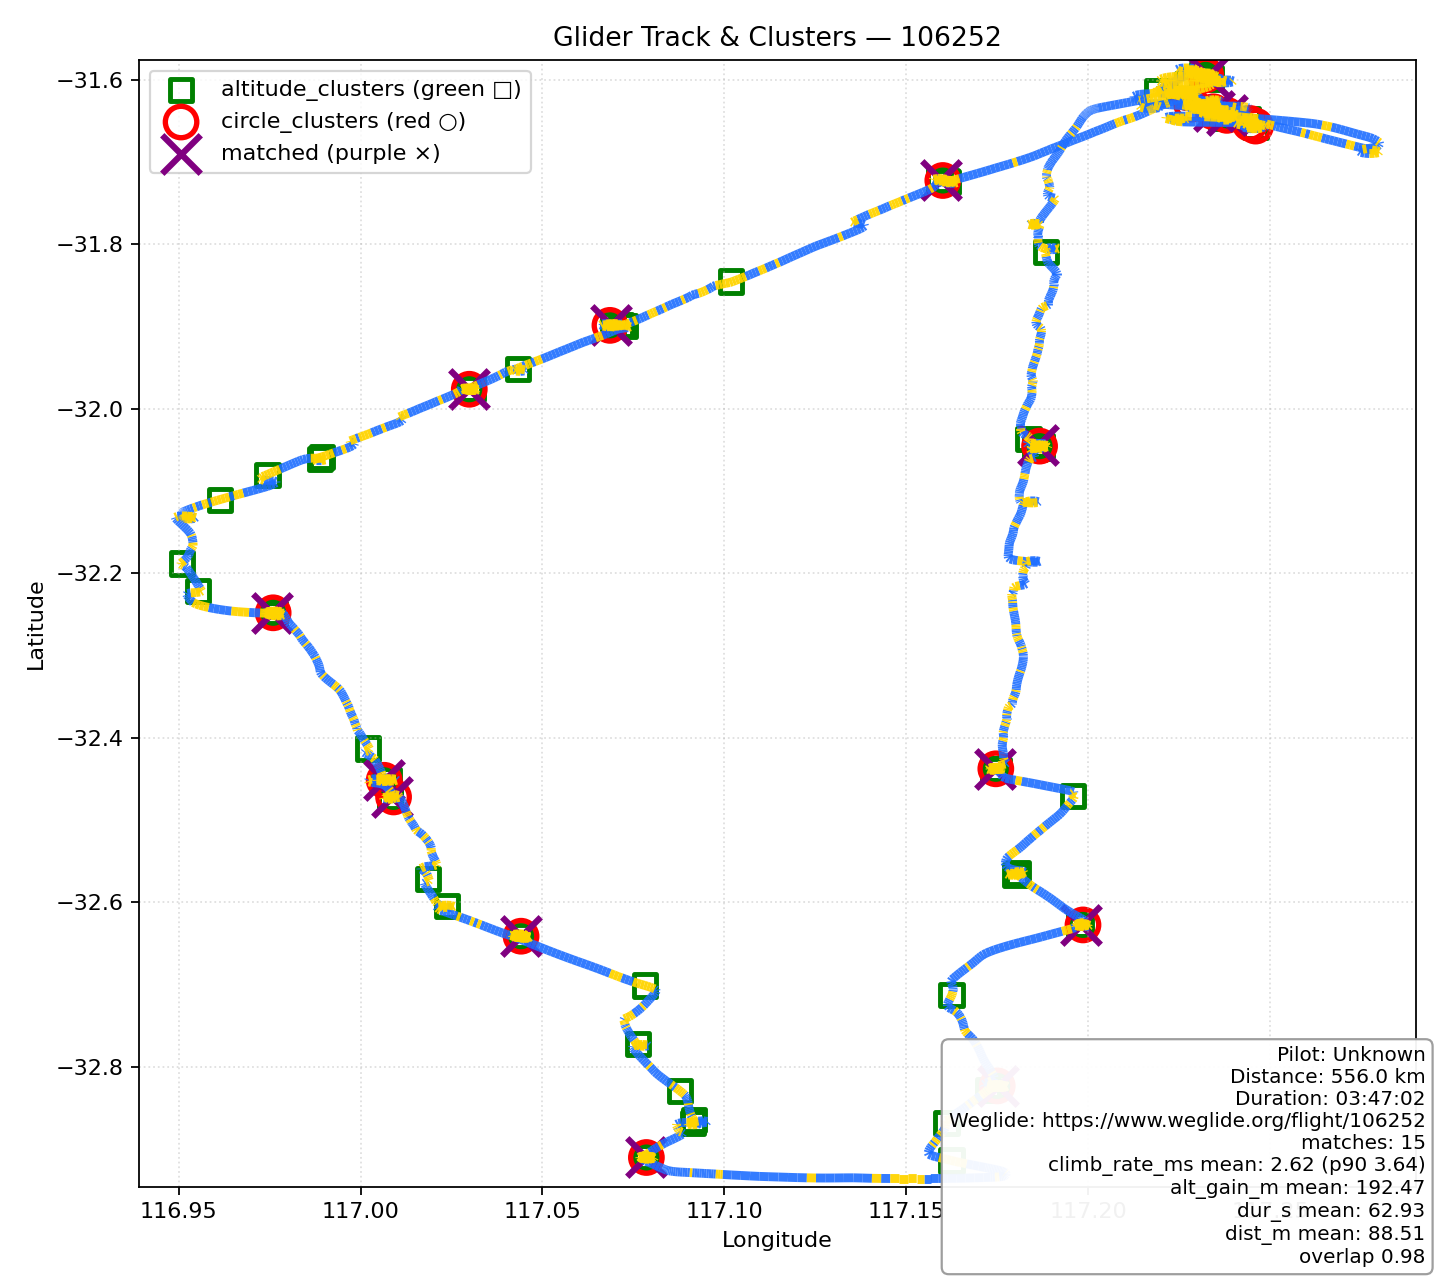 Glider Track & Clusters — 106252
altitude_clusters (green □)
circle_clusters (red ○)
matched (purple ×)
−31.6
−31.8
−32.0
−32.2
−32.4
−32.6
−32.8
Latitude
116.95
117.00
117.05
117.10
117.15
117.20
Longitude
Pilot: Unknown
Distance: 556.0 km
Duration: 03:47:02
Weglide: https://www.weglide.org/flight/106252
matches: 15
climb_rate_ms mean: 2.62 (p90 3.64)
alt_gain_m mean: 192.47
dur_s mean: 62.93
dist_m mean: 88.51
overlap 0.98